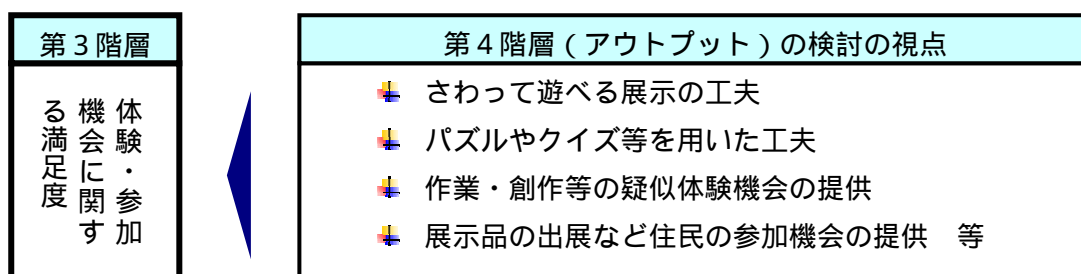 第３階層
体験・参加
機会に関す
る満足度
第４階層（アウトプット）の検討の視点
さわって遊べる展示の工夫
パズルやクイズ等を用いた工夫
作業・創作等の疑似体験機会の提供
展示品の出展など住民の参加機会の提供　等